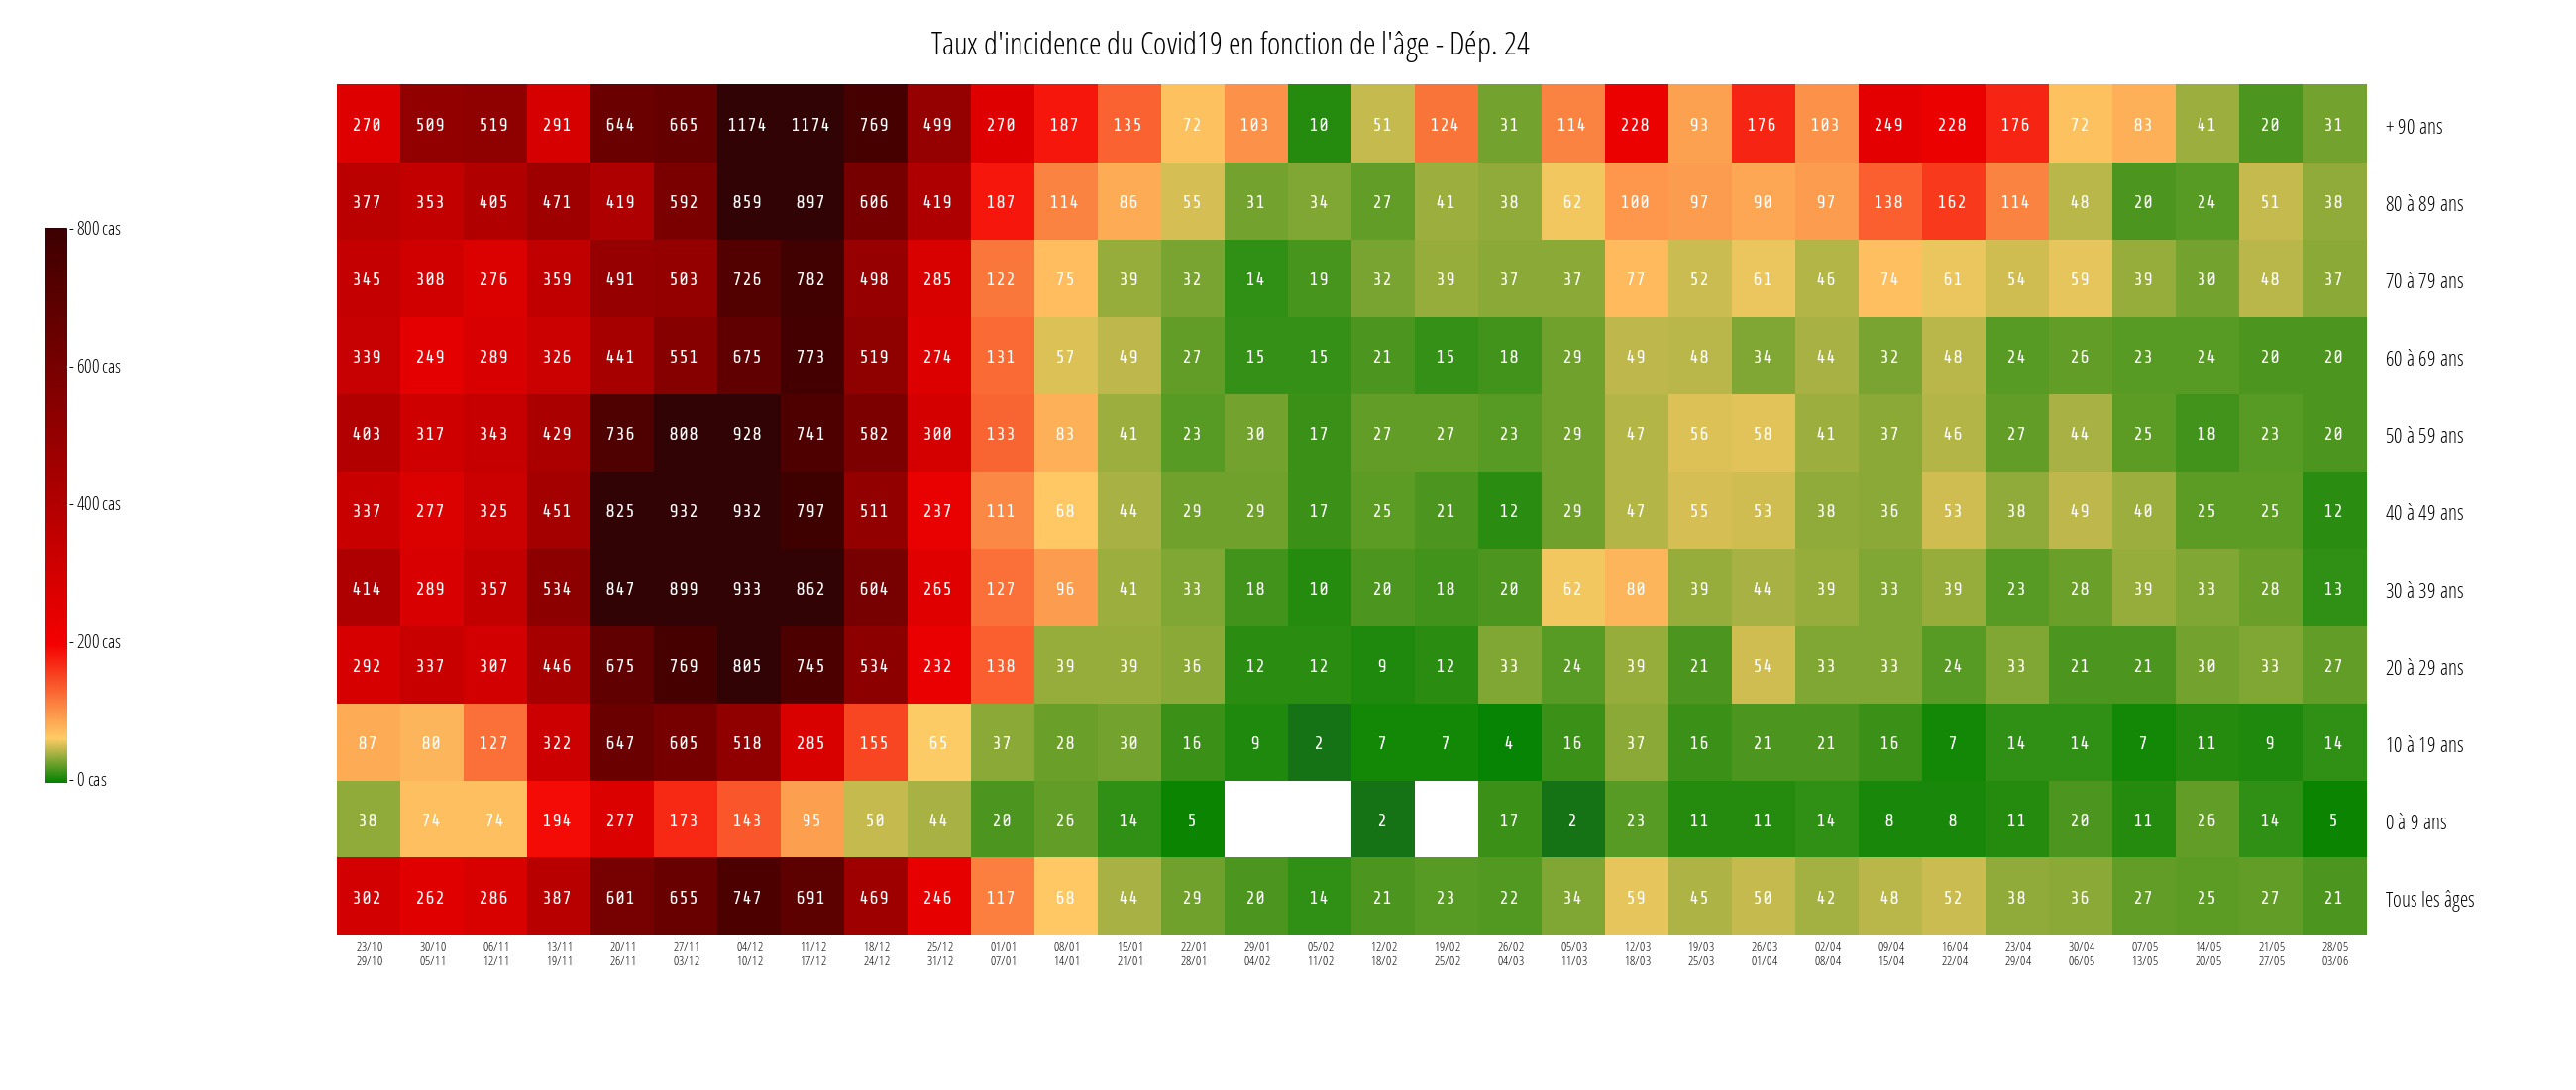 Taux d'incidence du Covid19 en fonction de l'âge - Dép. 24
270 509 519 291 644 665 1174 1174 769 499 270 187 135 72 103 10 51 124 31 114 228 93 176 103 249 228 176 72 83 41 20 31 + 90 ans
377 353 405 471 419 592 859 897 606 419 187 114 86 55 31 34 27 41 38 62 100 97 90 97 138 162 114 48 20 24 51 38 80 à 89 ans
- 800 cas
345 308 276 359 491 503 726 782 498 285 122 75 39 32 14 19 32 39 37 37 77 52 61 46 74 61 54 59 39 30 48 37 70 à 79 ans
339 249 289 326 441 551 675 773 519 274 131 57 49 27 15 15 21 15 18 29 49 48 34 44 32 48 24 26 23 24 20 20 60 à 69 ans
- 600 cas
403 317 343 429 736 808 928 741 582 300 133 83 41 23 30 17 27 27 23 29 47 56 58 41 37 46 27 44 25 18 23 20 50 à 59 ans
- 400 cas
337 277 325 451 825 932 932 797 511 237 111 68 44 29 29 17 25 21 12 29 47 55 53 38 36 53 38 49 40 25 25 12 40 à 49 ans
414 289 357 534 847 899 933 862 604 265 127 96 41 33 18 10 20 18 20 62 80 39 44 39 33 39 23 28 39 33 28 13 30 à 39 ans
- 200 cas
292 337 307 446 675 769 805 745 534 232 138 39 39 36 12 12 9 12 33 24 39 21 54 33 33 24 33 21 21 30 33 27 20 à 29 ans
87 80 127 322 647 605 518 285 155 65 37 28 30 16 9 2 7 7 4 16 37 16 21 21 16 7 14 14 7 11 9 14 10 à 19 ans
- 0 cas
38 74 74 194 277 173 143 95 50 44 20 26 14 5 2 17 2 23 11 11 14 8 8 11 20 11 26 14 5 0 à 9 ans
302 262 286 387 601 655 747 691 469 246 117 68 44 29 20 14 21 23 22 34 59 45 50 42 48 52 38 36 27 25 27 21 Tous les âges
23/10 30/10 06/11 13/11 20/11 27/11 04/12 11/12 18/12 25/12 01/01 08/01 15/01 22/01 29/01 05/02 12/02 19/02 26/02 05/03 12/03 19/03 26/03 02/04 09/04 16/04 23/04 30/04 07/05 14/05 21/05 28/05
29/10 05/11 12/11 19/11 26/11 03/12 10/12 17/12 24/12 31/12 07/01 14/01 21/01 28/01 04/02 11/02 18/02 25/02 04/03 11/03 18/03 25/03 01/04 08/04 15/04 22/04 29/04 06/05 13/05 20/05 27/05 03/06